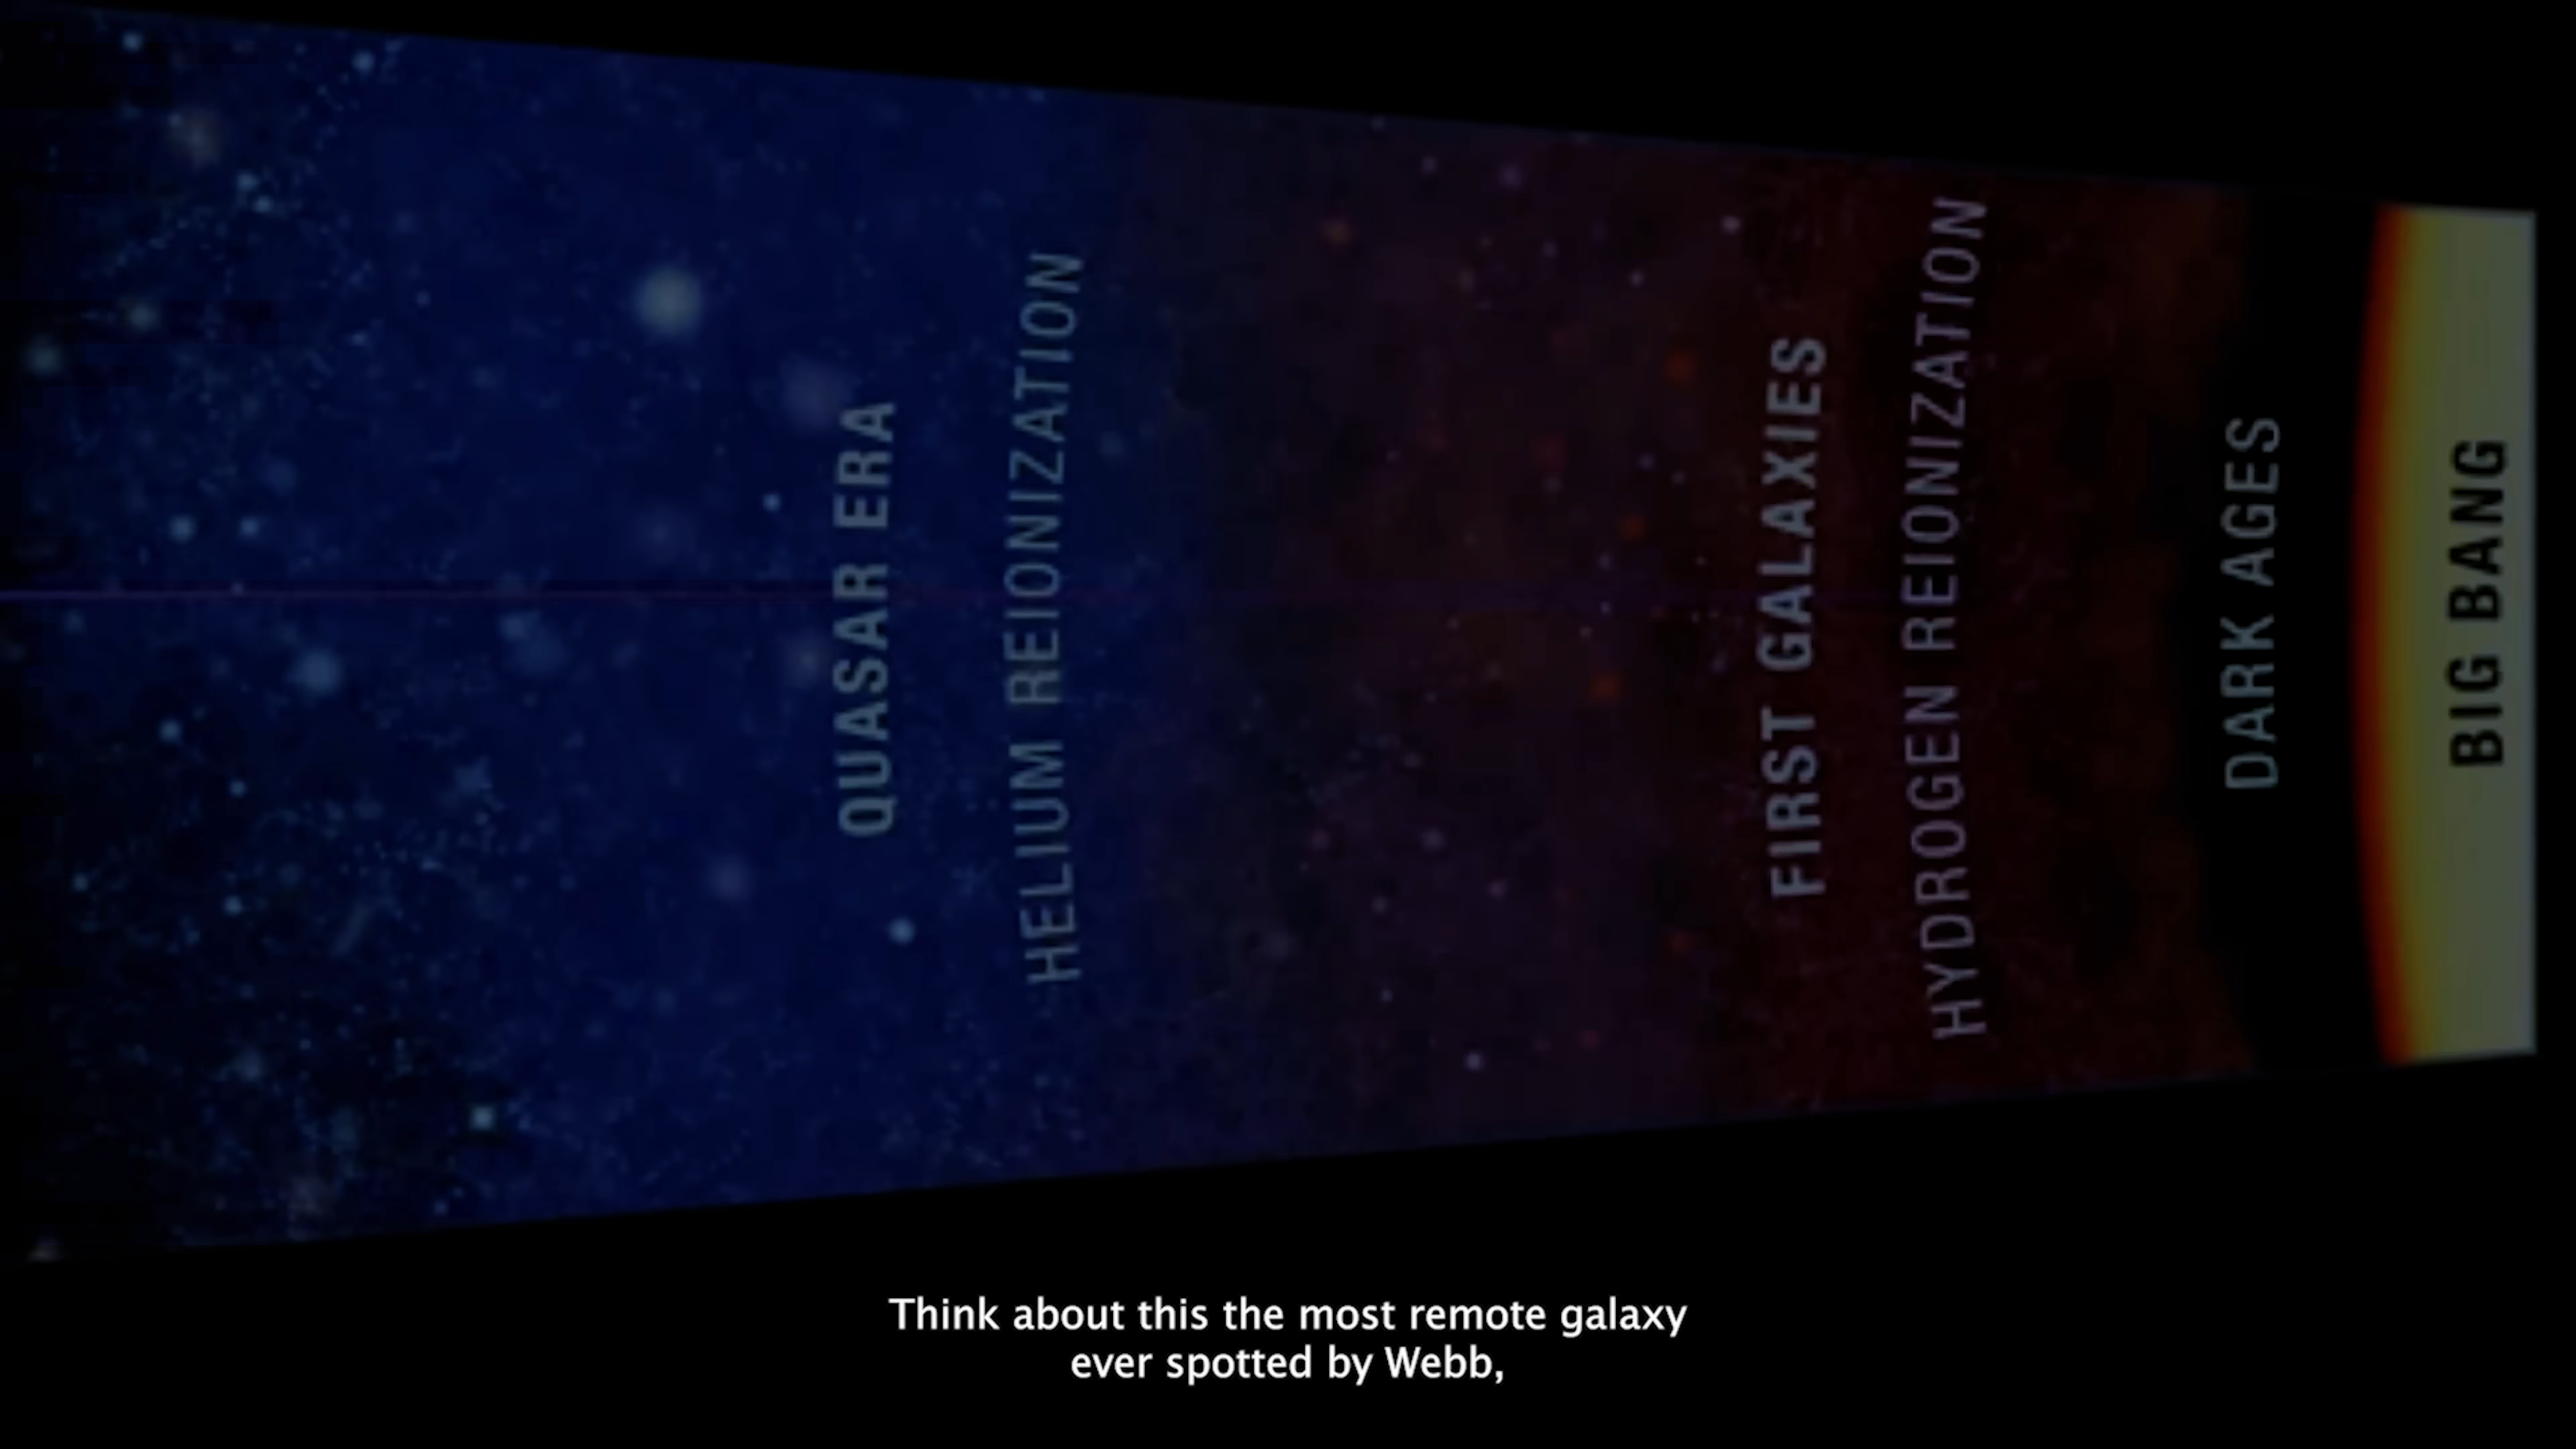 QUASAR ERA
HELIUM REIONIZATION
FIRST GALAXIES
HYDROGEN REIONIZATION
DARK AGES
BIG BANG
Think about this the most remote galaxy
ever spotted by Webb,